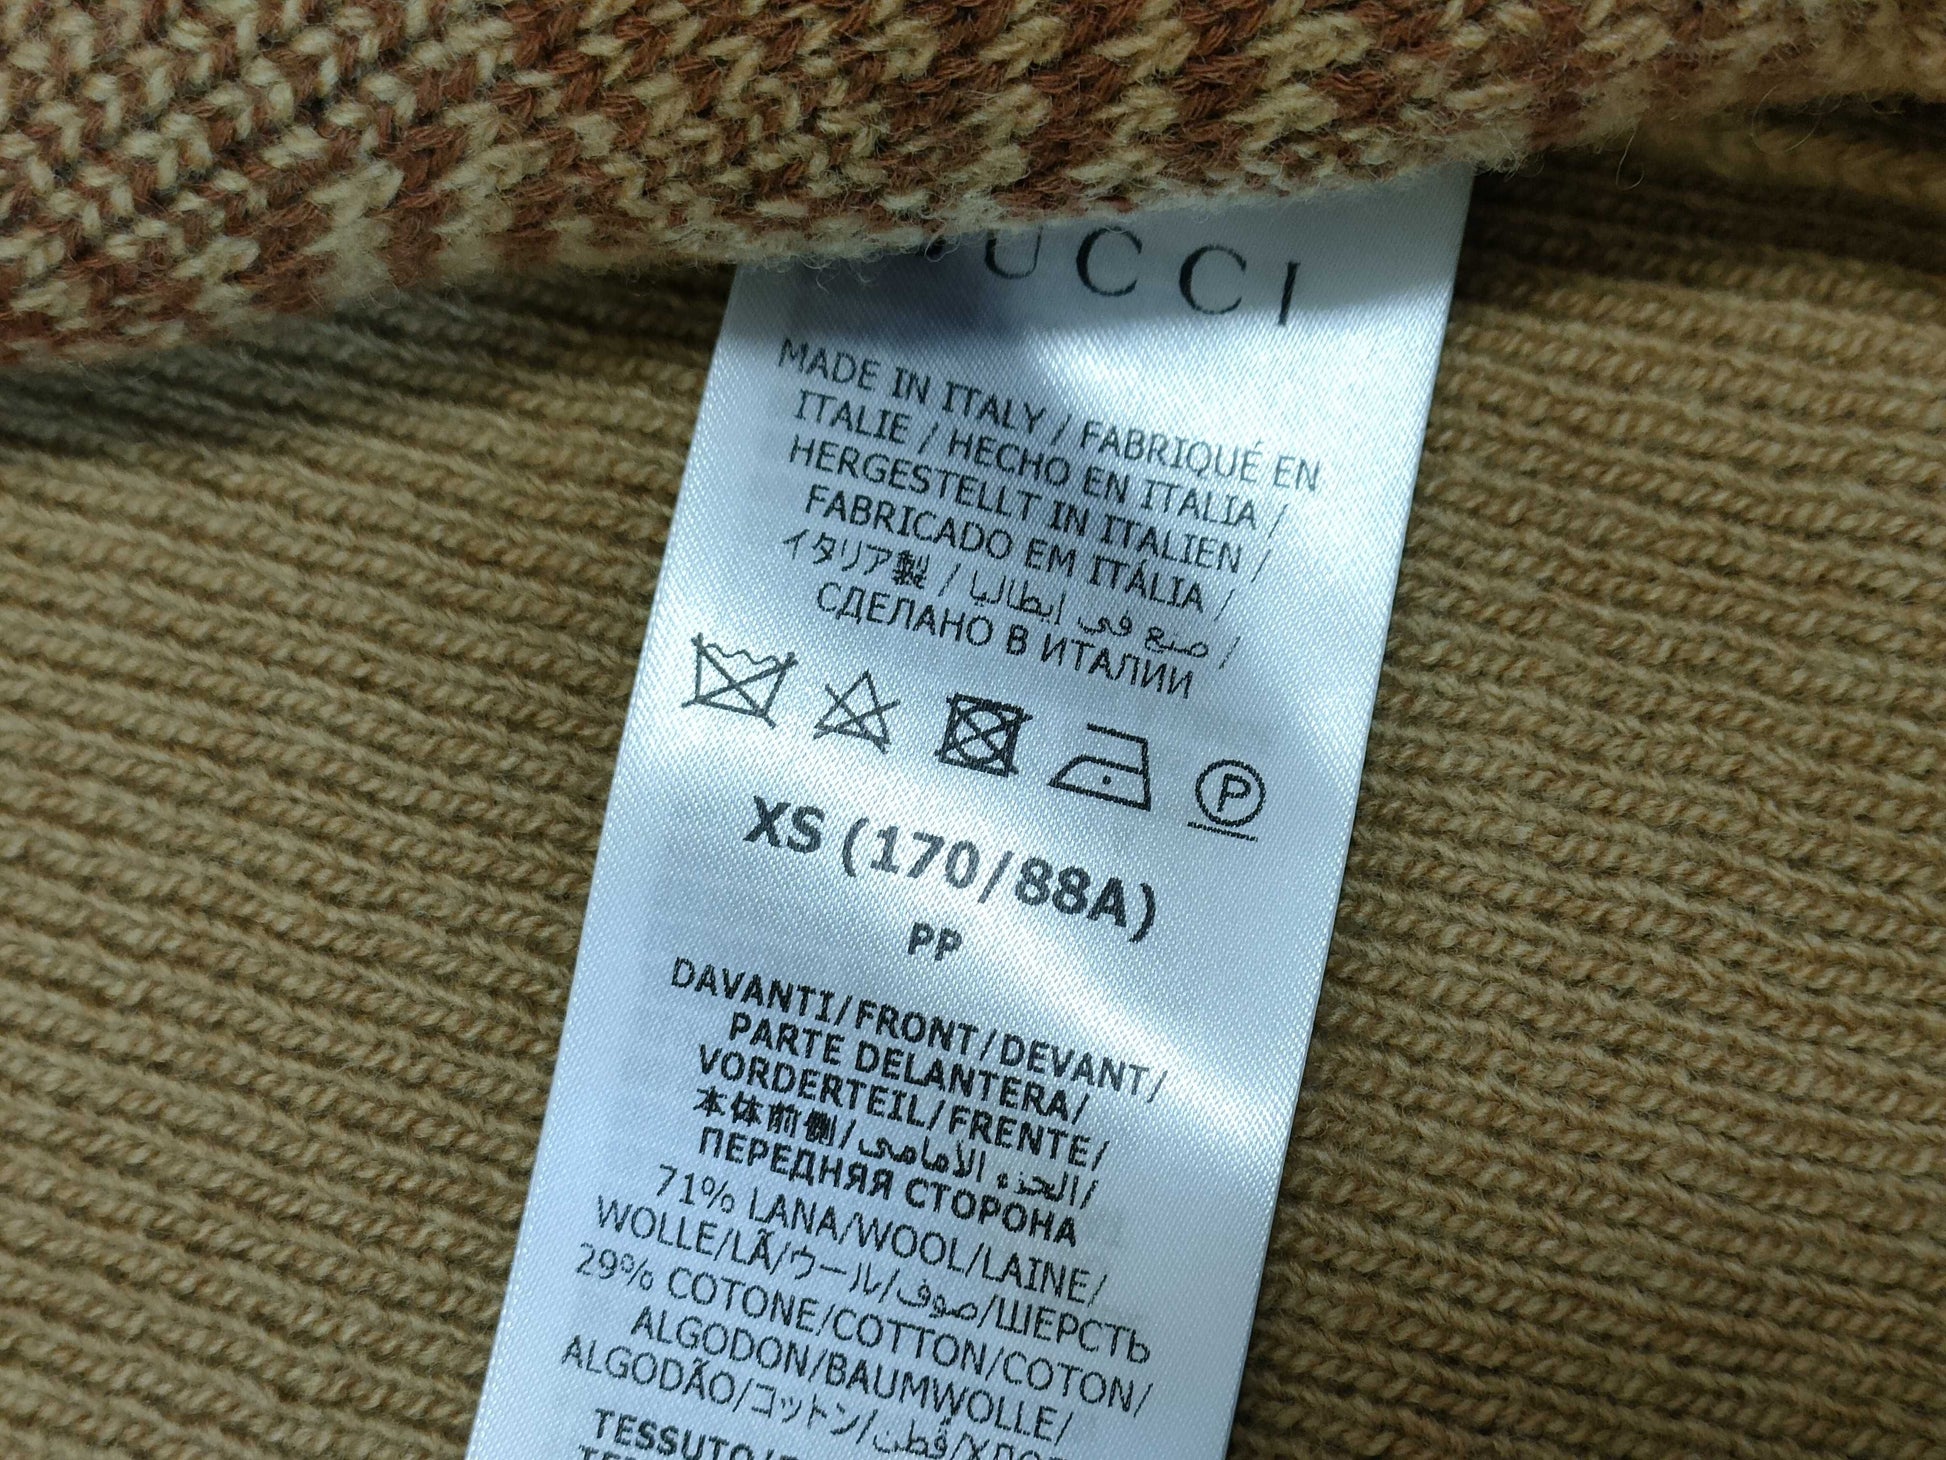 GUCCI
MADE IN ITALY / FABRIQUÉ EN
ITALIE / HECHO EN ITALIA /
HERGESTELLT IN ITALIEN /
FABRICADO EM ITÁLIA /
イタリア製 / صنع في إيطاليا /
СДЕЛАНО В ИТАЛИИ
P
XS (170/88A)
PP
DAVANTI/FRONT/DEVANT/
PARTE DELANTERA/
VORDERTEIL/FRENTE/
本体前側/الجزء الامامي/
ПЕРЕДНЯЯ СТОРОНА
71% LANA/WOOL/LAINE/
WOLLE/LÃ/ウール/صوف/ШЕРСТЬ
29% COTONE/COTTON/COTON/
ALGODON/BAUMWOLLE/
ALGODÃO/コットン/قطن/
TESSUTO/